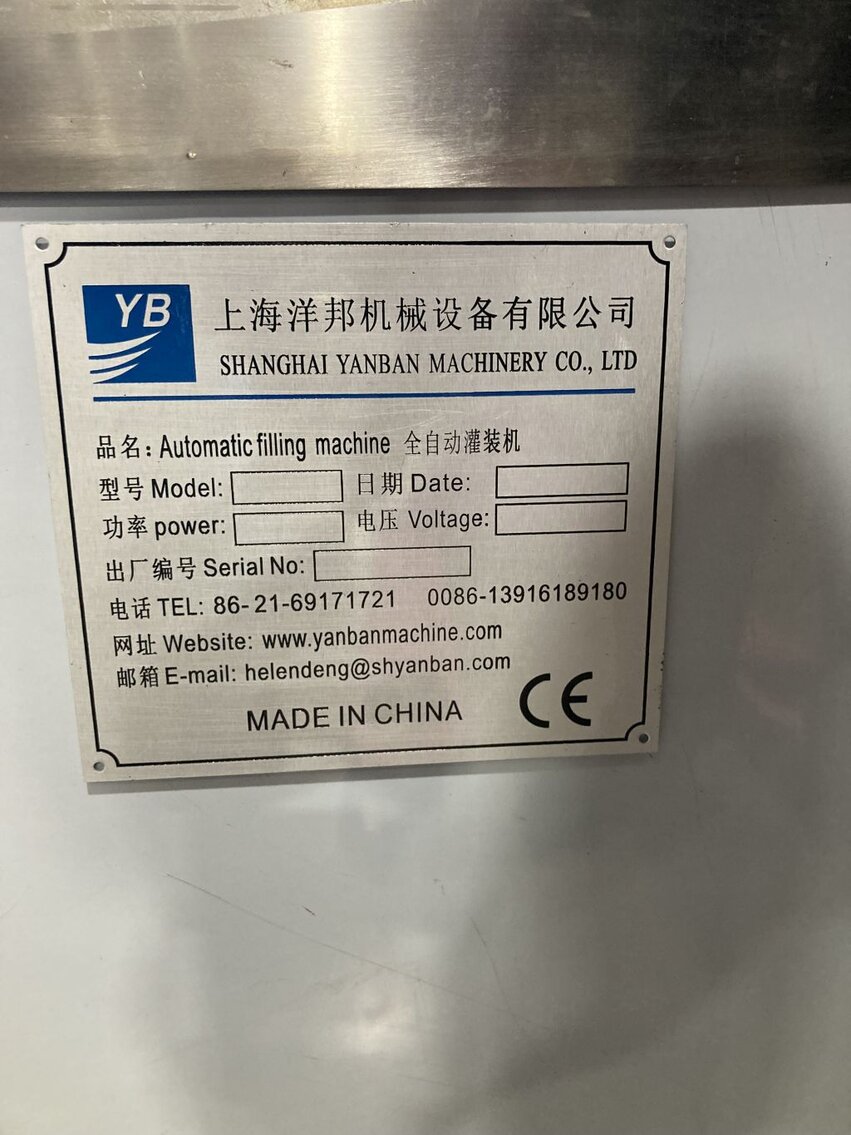 YB
上海洋邦机械设备有限公司
SHANGHAI YANBAN MACHINERY CO., LTD
品名: Automatic filling machine 全自动灌装机
型号 Model: 日期 Date:
功率 power: 电压 Voltage:
出厂编号 Serial No:
电话 TEL: 86-21-69171721 0086-13916189180
网址 Website: www.yanbanmachine.com
邮箱 E-mail: helendeng@shyanban.com
MADE IN CHINA CE